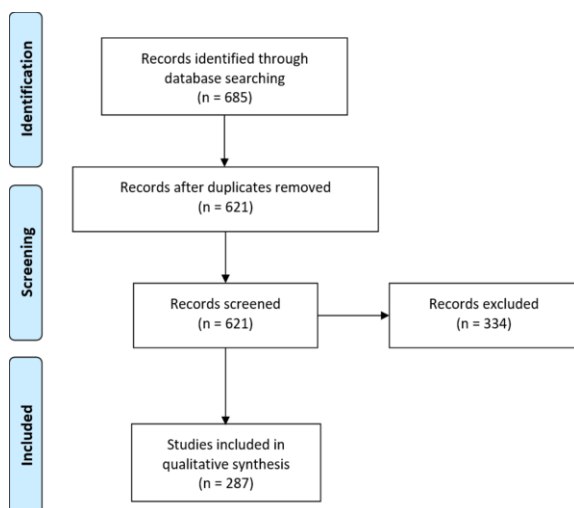 Identification
Records identified through
database searching
(n = 685)
Records after duplicates removed
(n = 621)
Screening
Records screened
(n = 621)
Records excluded
(n = 334)
Included
Studies included in
qualitative synthesis
(n = 287)